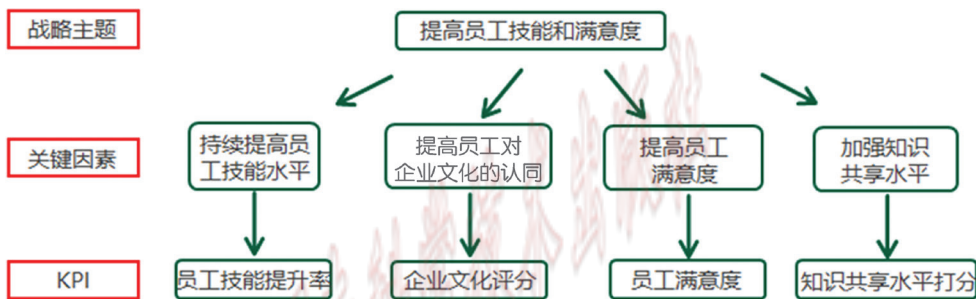 战略主题
提高员工技能和满意度
关键因素
持续提高员
工技能水平
提高员工对
企业文化的认同
提高员工
满意度
加强知识
共享水平
KPI
员工技能提升率
企业文化评分
员工满意度
知识共享水平打分